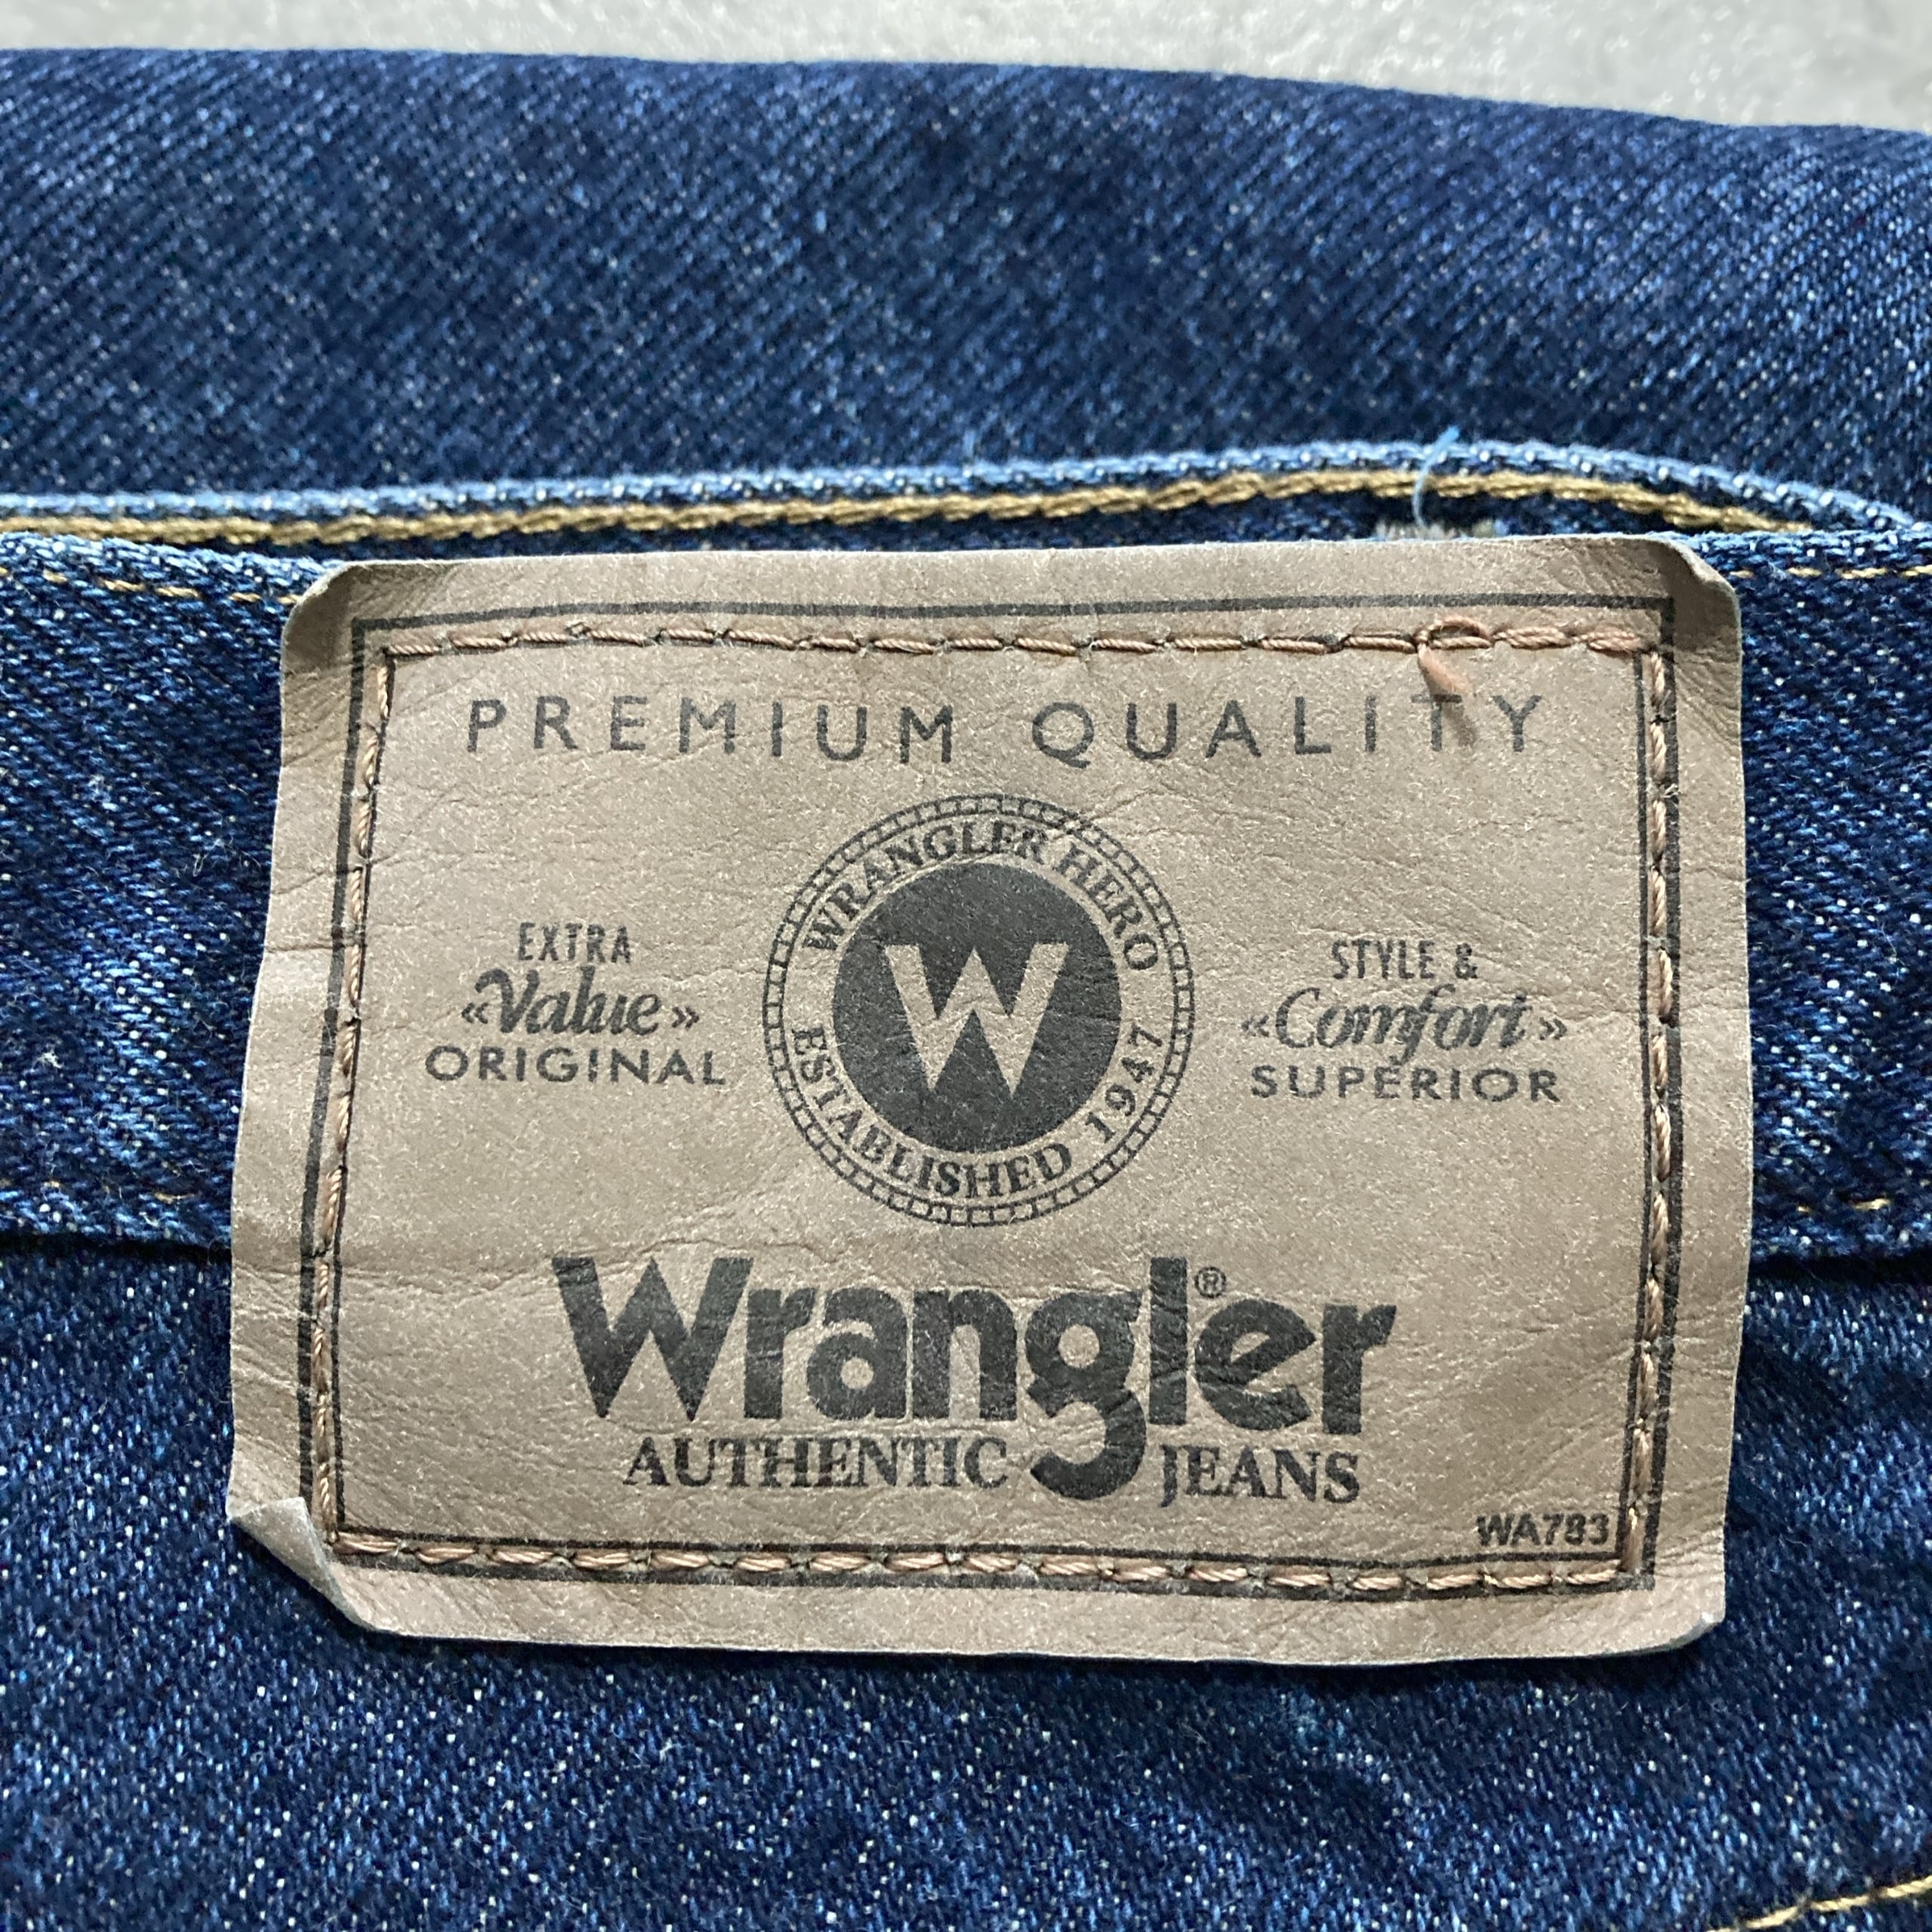 PREMIUM QUALITY
WRANGLER HERO
EXTRA
«Value»
ORIGINAL
W
STYLE &
«Comfort»
SUPERIOR
ESTABLISHED 1947
Wrangler®
AUTHENTIC JEANS
WA783